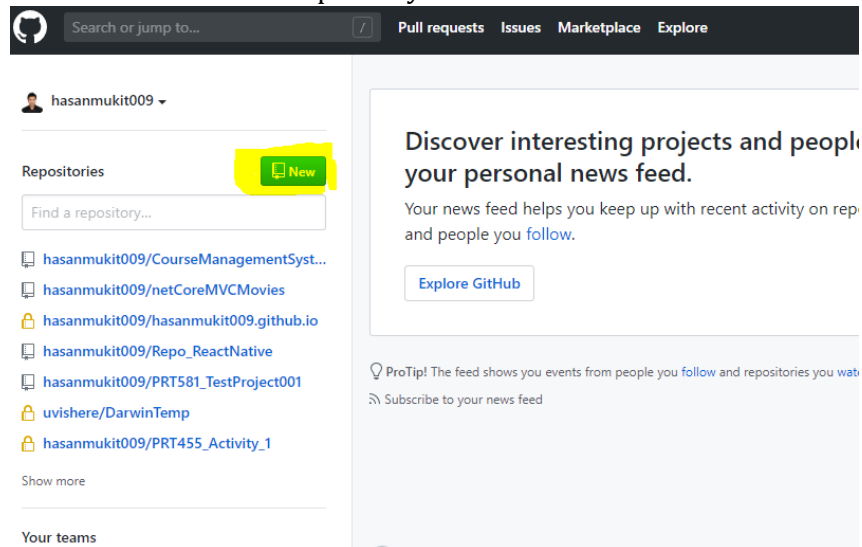 Search or jump to...
/
Pull requests Issues Marketplace Explore
hasanmukit009
Repositories
New
Find a repository...
hasanmukit009/CourseManagementSyst...
hasanmukit009/netCoreMVCMovies
hasanmukit009/hasanmukit009.github.io
hasanmukit009/Repo_ReactNative
hasanmukit009/PRT581_TestProject001
uvishere/DarwinTemp
hasanmukit009/PRT455_Activity_1
Show more
Your teams
Discover interesting projects and people
your personal news feed.
Your news feed helps you keep up with recent activity on rep
and people you follow.
Explore GitHub
ProTip! The feed shows you events from people you follow and repositories you wat
Subscribe to your news feed